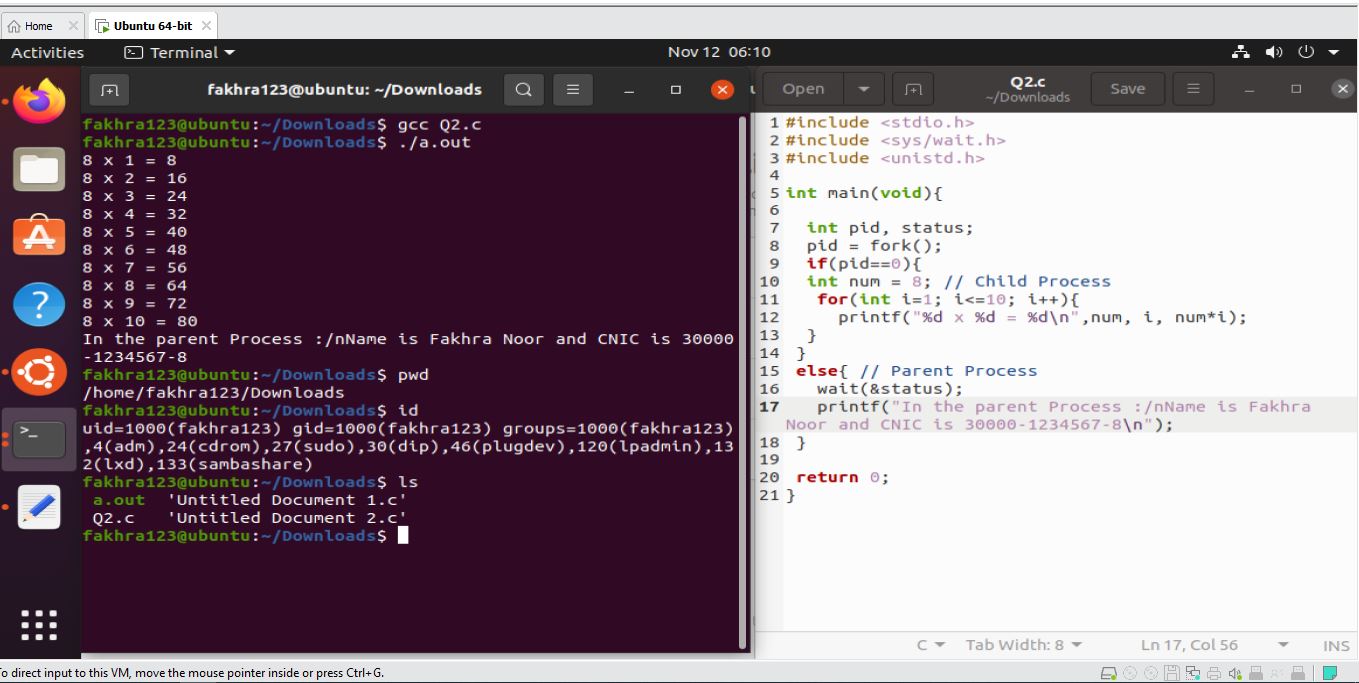 Home
Ubuntu 64-bit
Activities
Terminal
Nov 12 06:10
fakhra123@ubuntu: ~/Downloads
fakhra123@ubuntu:~/Downloads$ gcc Q2.c
fakhra123@ubuntu:~/Downloads$ ./a.out
8 x 1 = 8
8 x 2 = 16
8 x 3 = 24
8 x 4 = 32
8 x 5 = 40
8 x 6 = 48
8 x 7 = 56
8 x 8 = 64
8 x 9 = 72
8 x 10 = 80
In the parent Process :/nName is Fakhra Noor and CNIC is 30000
-1234567-8
fakhra123@ubuntu:~/Downloads$ pwd
/home/fakhra123/Downloads
fakhra123@ubuntu:~/Downloads$ id
uid=1000(fakhra123) gid=1000(fakhra123) groups=1000(fakhra123)
,4(adm),24(cdrom),27(sudo),30(dip),46(plugdev),120(lpadmin),13
2(lxd),133(sambashare)
fakhra123@ubuntu:~/Downloads$ ls
a.out 'Untitled Document 1.c'
Q2.c 'Untitled Document 2.c'
fakhra123@ubuntu:~/Downloads$
Open
Q2.c
~/Downloads
Save
1 #include <stdio.h>
2 #include <sys/wait.h>
3 #include <unistd.h>
4
5 int main(void){
6
7 int pid, status;
8 pid = fork();
9 if(pid==0){
10 int num = 8; // Child Process
11 for(int i=1; i<=10; i++){
12 printf("%d x %d = %d\n",num, i, num*i);
13 }
14 }
15 else{ // Parent Process
16 wait(&status);
17 printf("In the parent Process :/nName is Fakhra
Noor and CNIC is 30000-1234567-8\n");
18 }
19
20 return 0;
21 }
C
Tab Width: 8
Ln 17, Col 56
INS
To direct input to this VM, move the mouse pointer inside or press Ctrl+G.